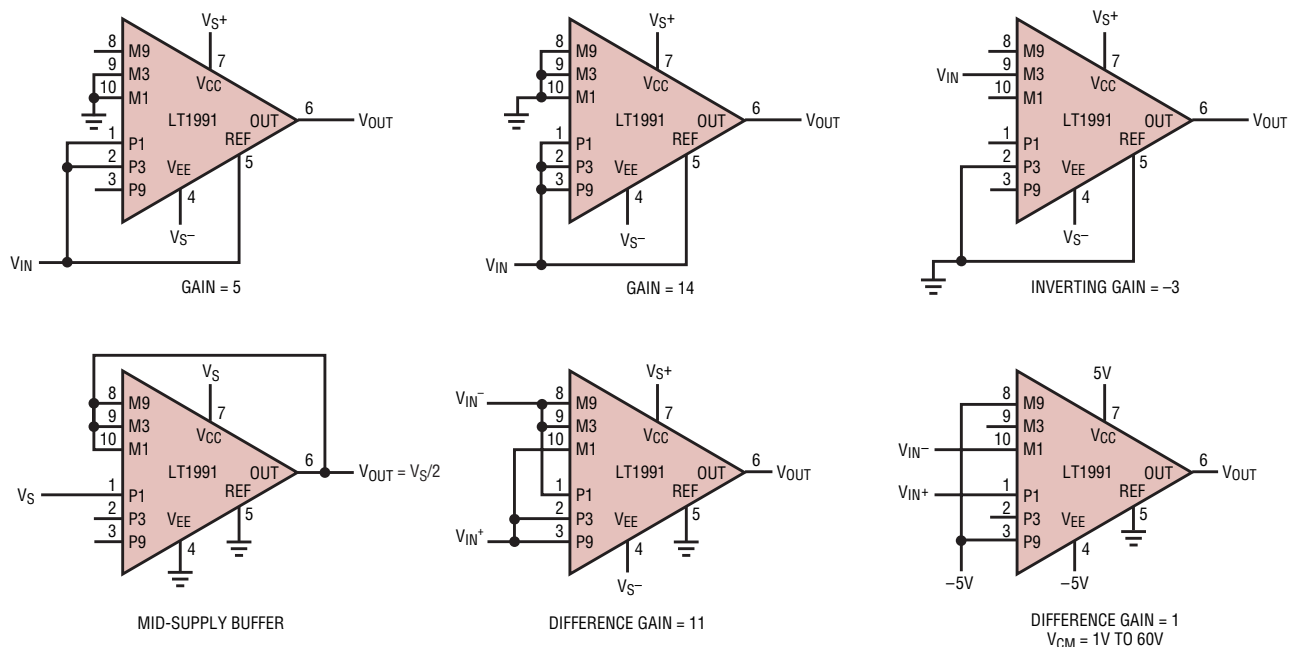 VS+
8 M9
7
9 M3
VCC
10 M1
LT1991 OUT 6 VOUT
1 P1 REF
2 P3 5
VEE
3 P9
4
VS–
VIN
GAIN = 5
VS+
8 M9
7
9 M3
VCC
10 M1
LT1991 OUT 6 VOUT
1 P1 REF
2 P3 5
VEE
3 P9
4
VS–
VIN
GAIN = 14
VS+
8 M9
7
VIN 9 M3
VCC
10 M1
LT1991 OUT 6 VOUT
1 P1 REF
2 P3 5
VEE
3 P9
4
VS–
INVERTING GAIN = –3
VS
8 M9
7
9 M3
VCC
10 M1
LT1991 OUT 6 VOUT = VS/2
VS 1 P1 REF
2 P3 5
VEE
3 P9
4
MID-SUPPLY BUFFER
VS+
VIN– 8 M9
7
9 M3
VCC
10 M1
LT1991 OUT 6 VOUT
1 P1 REF
2 P3 5
VEE
VIN+ 3 P9
4
VS–
DIFFERENCE GAIN = 11
5V
8 M9
7
9 M3
VCC
VIN– 10 M1
LT1991 OUT 6 VOUT
VIN+ 1 P1 REF
2 P3 5
VEE
3 P9
4
–5V –5V
DIFFERENCE GAIN = 1
VCM = 1V TO 60V